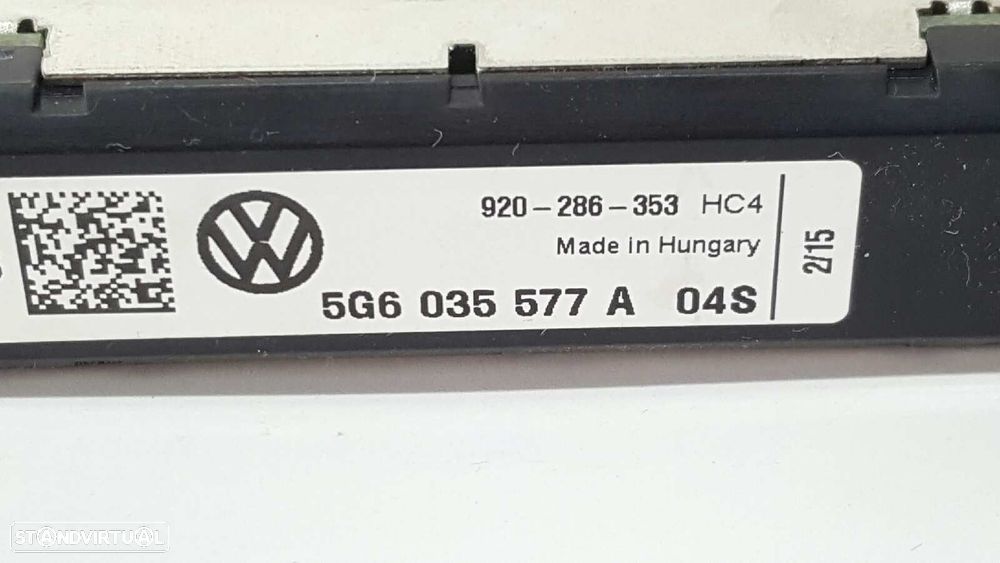 920-286-353 HC4
Made in Hungary
5G6 035 577 A 04S
2/15
STANDVIRTUAL